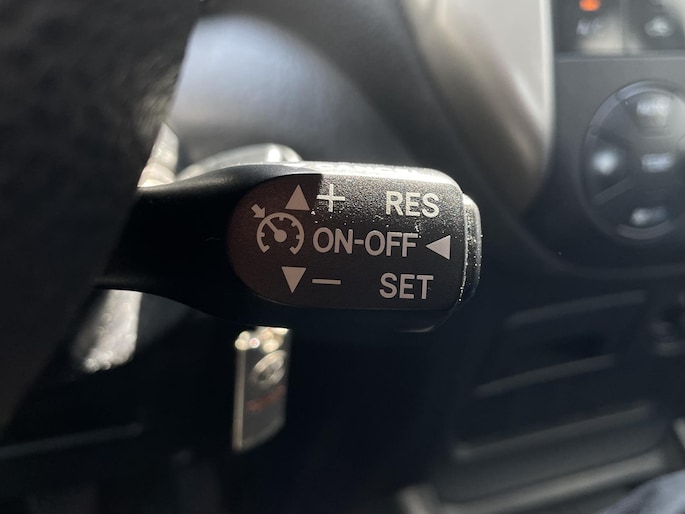 + RES
ON-OFF
− SET